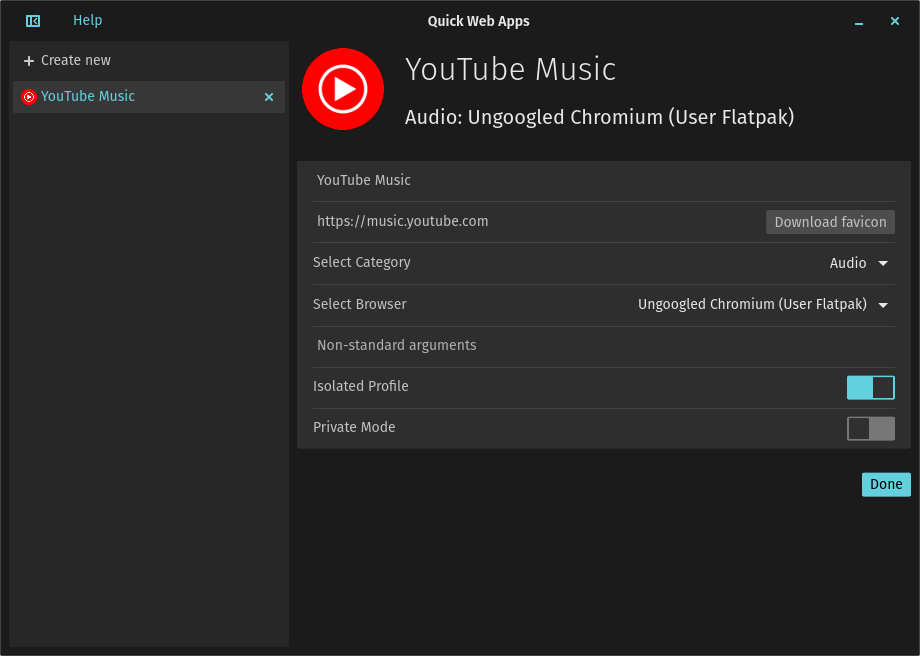 Help
Quick Web Apps
Create new
YouTube Music
YouTube Music
Audio: Ungoogled Chromium (User Flatpak)
YouTube Music
https://music.youtube.com
Download favicon
Select Category
Audio
Select Browser
Ungoogled Chromium (User Flatpak)
Non-standard arguments
Isolated Profile
Private Mode
Done